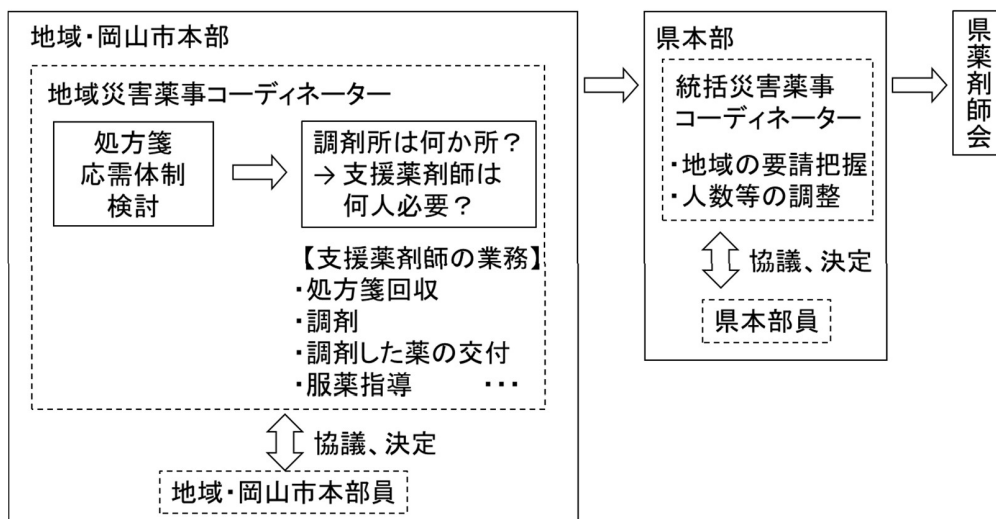 地域・岡山市本部
地域災害薬事コーディネーター
処方箋
応需体制
検討
調剤所は何か所？
→ 支援薬剤師は
何人必要？
【支援薬剤師の業務】
・処方箋回収
・調剤
・調剤した薬の交付
・服薬指導　　・・・
協議、決定
地域・岡山市本部員
県本部
統括災害薬事
コーディネーター
・地域の要請把握
・人数等の調整
協議、決定
県本部員
県薬剤師会